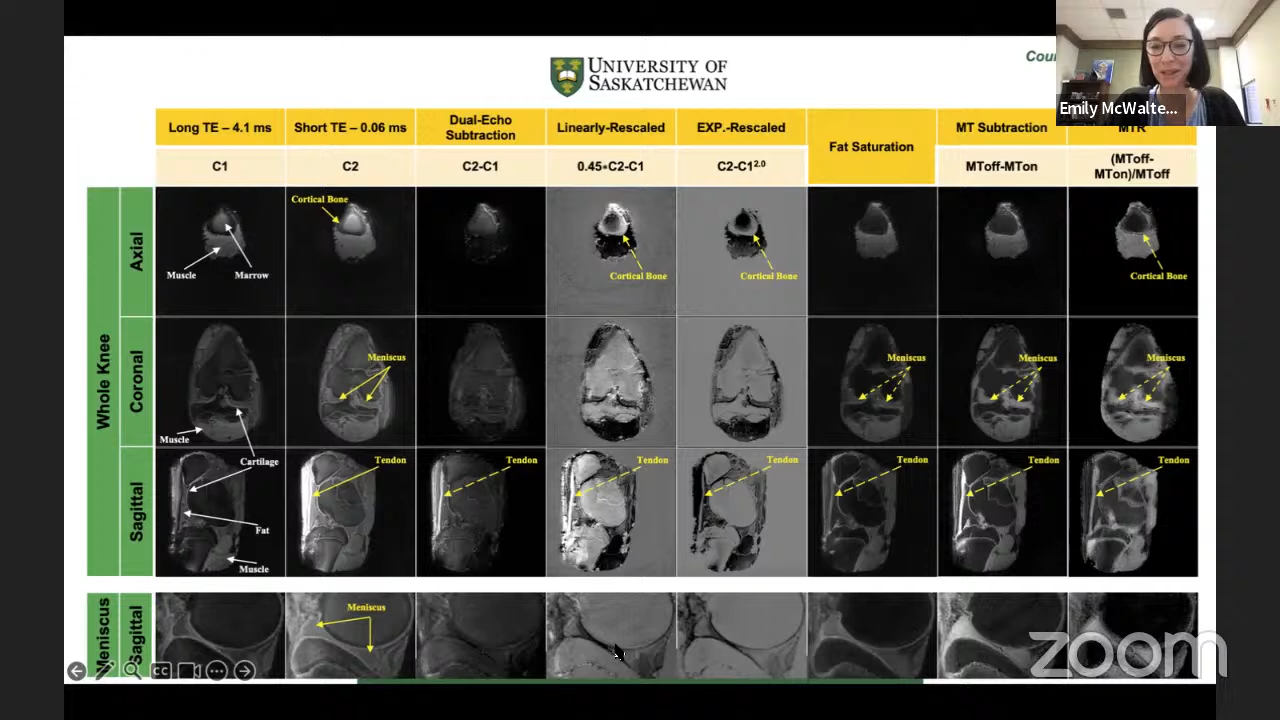 UNIVERSITY OF
SASKATCHEWAN
Cour
Emily McWalte...
Long TE – 4.1 ms
Short TE – 0.06 ms
Dual-Echo
Subtraction
Linearly-Rescaled
EXP.-Rescaled
Fat Saturation
MT Subtraction
MTR
C1
C2
C2-C1
0.45*C2-C1
C2-C1^2.0
MToff-MTon
(MToff-
MTon)/MToff
Whole Knee
Axial
Muscle
Marrow
Cortical Bone
Cortical Bone
Cortical Bone
Cortical Bone
Coronal
Muscle
Cartilage
Meniscus
Meniscus
Meniscus
Meniscus
Sagittal
Fat
Muscle
Tendon
Tendon
Tendon
Tendon
Tendon
Tendon
Tendon
Meniscus
Sagittal
Meniscus
CC
zoom